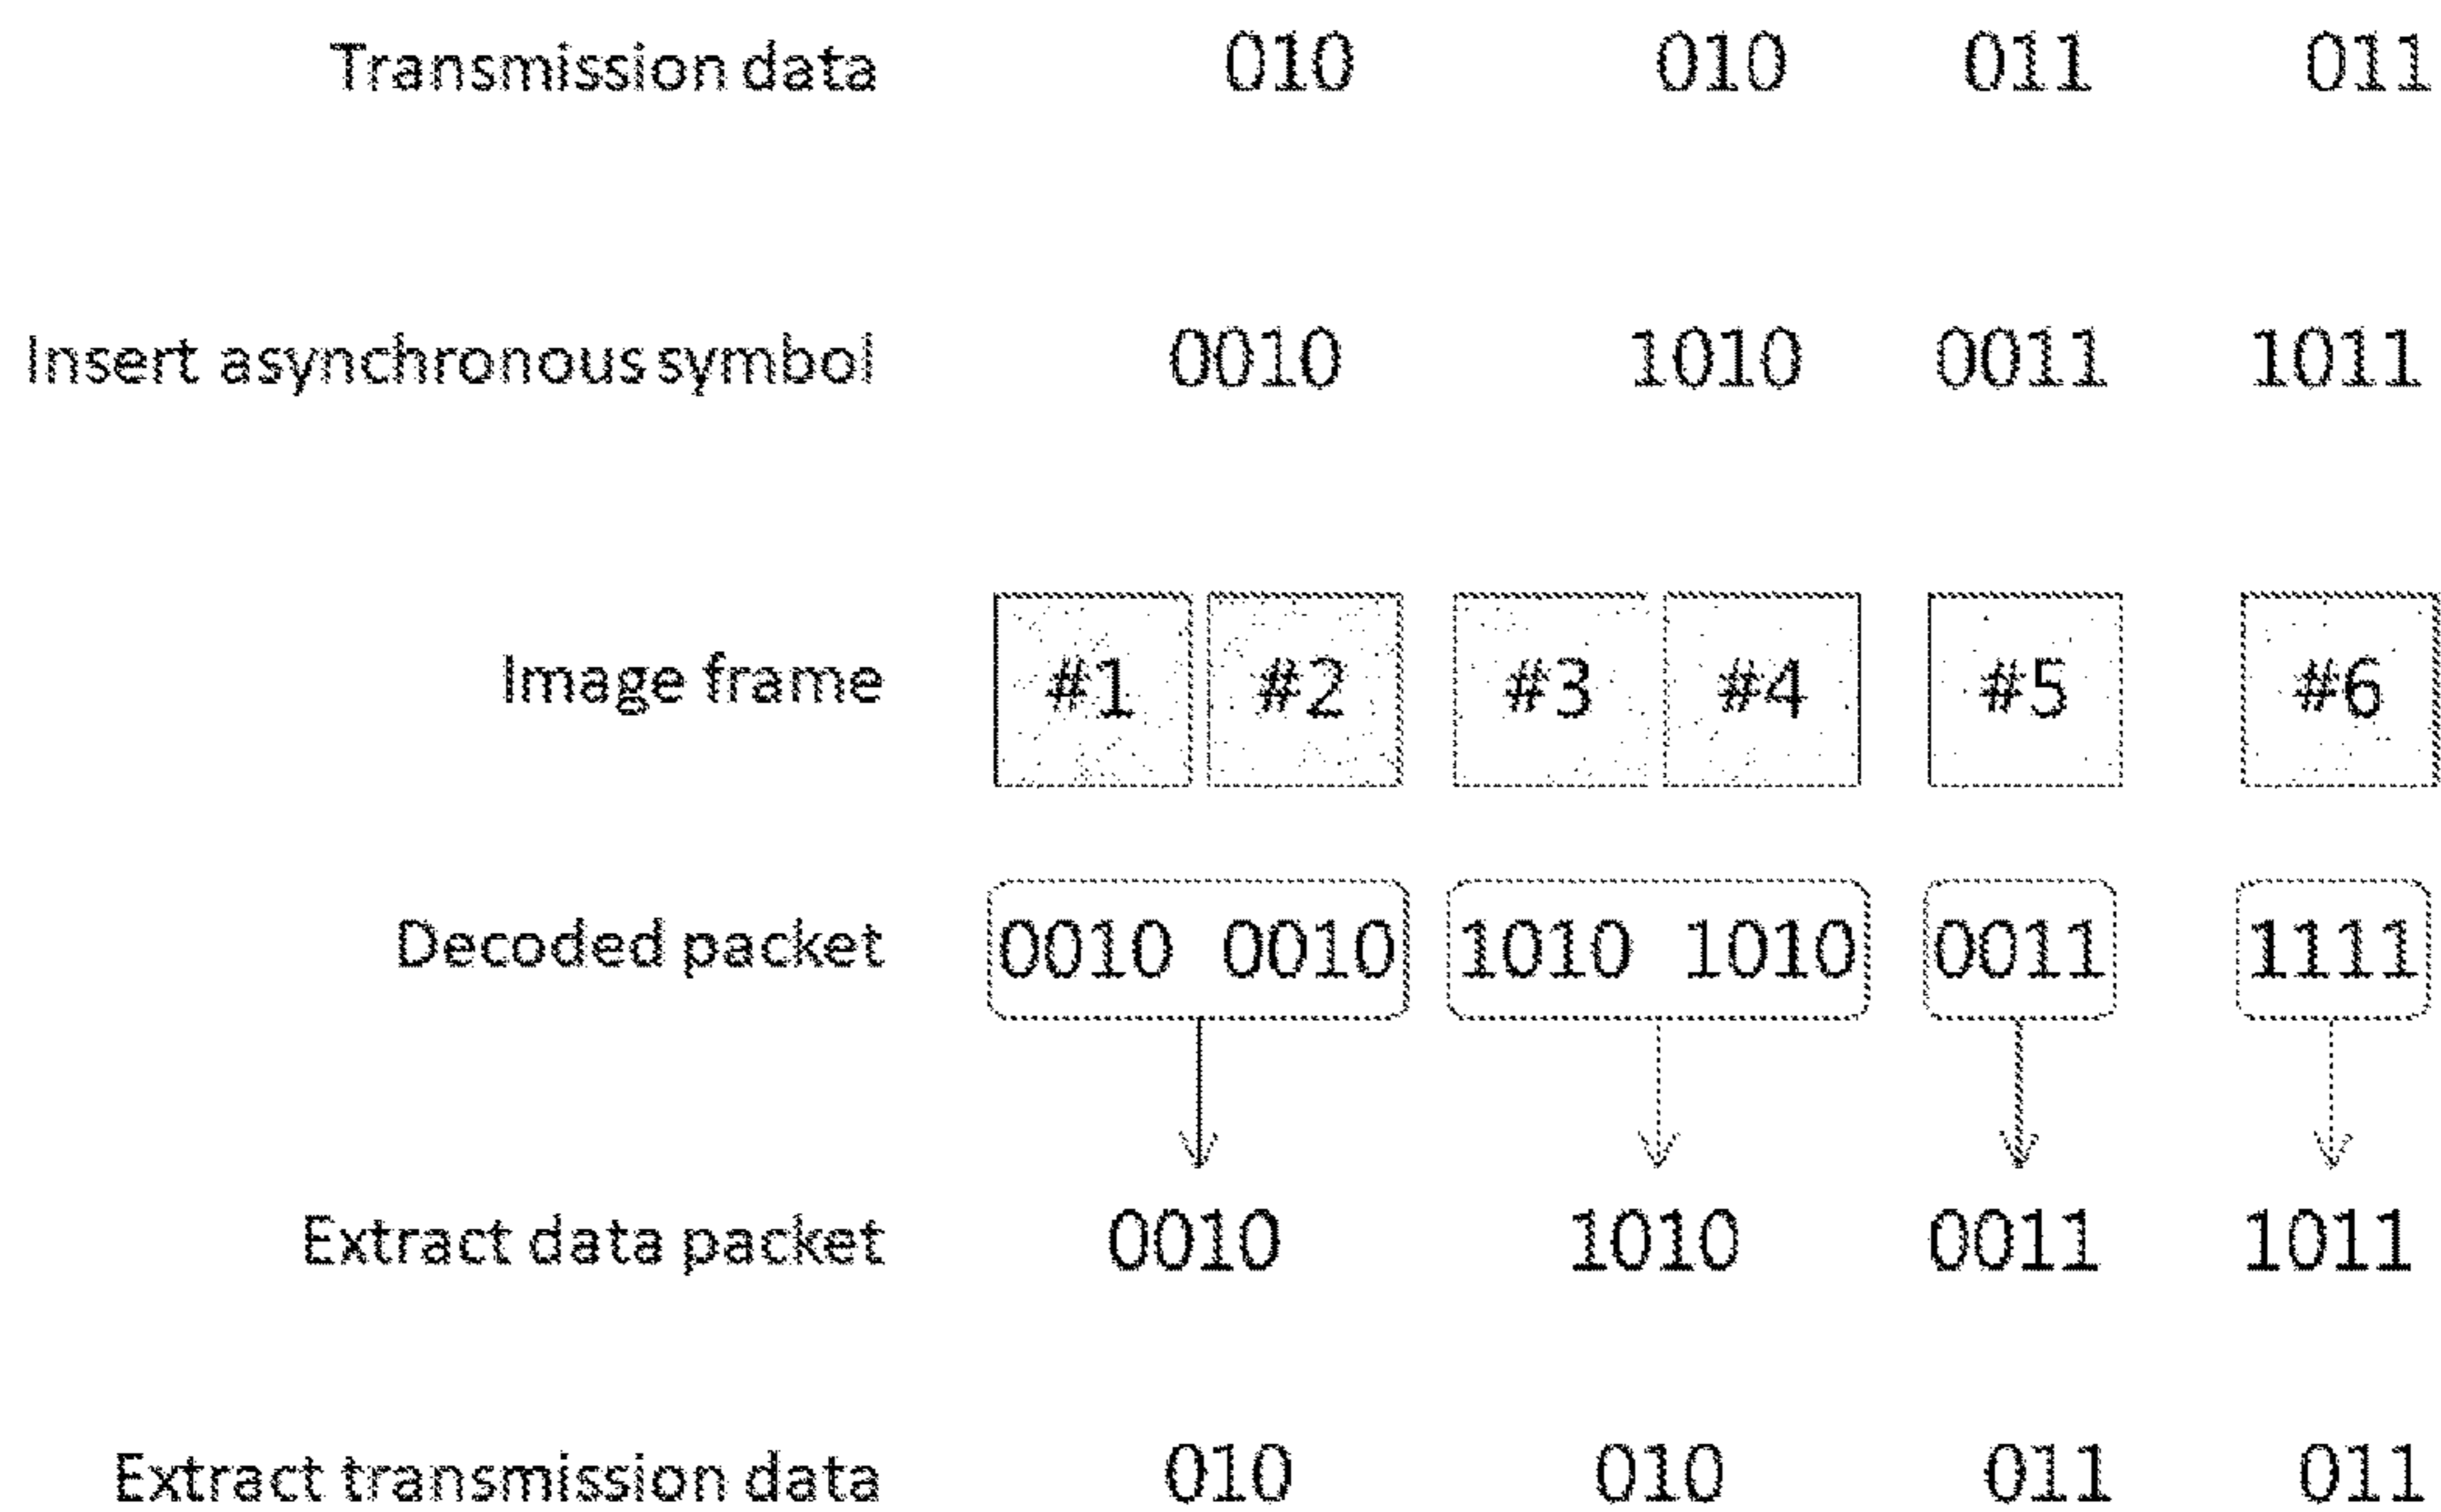 Transmission data 010 010 011 011
Insert asynchronous symbol 0010 1010 0011 1011
Image frame #1 #2 #3 #4 #5 #6
Decoded packet 0010 0010 1010 1010 0011 1111
Extract data packet 0010 1010 0011 1011
Extract transmission data 010 010 011 011